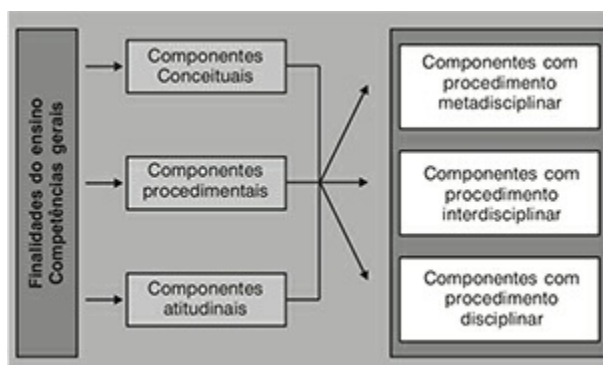 Finalidades do ensino
Competências gerais
Componentes
Conceituais
Componentes
procedimentais
Componentes
atitudinais
Componentes com
procedimento
metadisciplinar
Componentes com
procedimento
interdisciplinar
Componentes com
procedimento
disciplinar